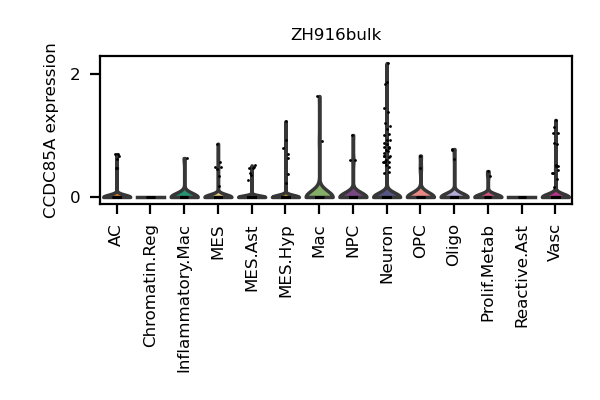 ZH916bulk
CCDC85A expression
2
0
AC
Chromatin.Reg
Inflammatory.Mac
MES
MES.Ast
MES.Hyp
Mac
NPC
Neuron
OPC
Oligo
Prolif.Metab
Reactive.Ast
Vasc